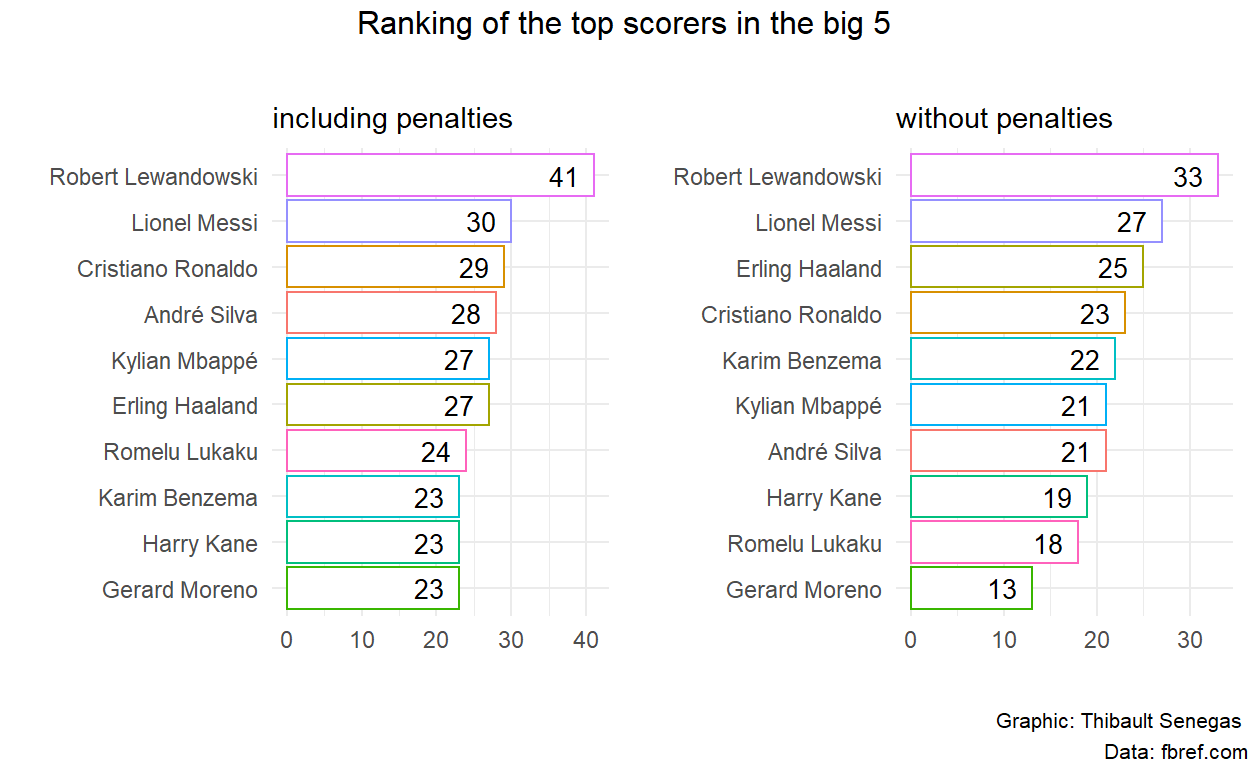 Ranking of the top scorers in the big 5
including penalties
Robert Lewandowski 41
Lionel Messi 30
Cristiano Ronaldo 29
André Silva 28
Kylian Mbappé 27
Erling Haaland 27
Romelu Lukaku 24
Karim Benzema 23
Harry Kane 23
Gerard Moreno 23
0 10 20 30 40
without penalties
Robert Lewandowski 33
Lionel Messi 27
Erling Haaland 25
Cristiano Ronaldo 23
Karim Benzema 22
Kylian Mbappé 21
André Silva 21
Harry Kane 19
Romelu Lukaku 18
Gerard Moreno 13
0 10 20 30
Graphic: Thibault Senegas
Data: fbref.com